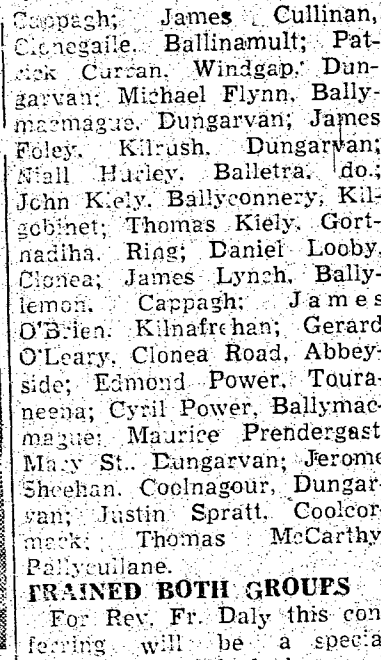 Cappagh; James Cullinan,
Clonegaile, Ballinamult; Pat-
rick Curran, Windgap, Dun-
garvan; Michael Flynn, Bally-
macmague, Dungarvan; James
Foley, Kilrush, Dungarvan;
Niall Hurley, Balletra, do.;
John Kiely, Ballyconnery, Kil-
gobinet; Thomas Kiely, Gort-
nadiha, Ring; Daniel Looby,
Clonea; James Lynch, Bally-
lemon, Cappagh; James
O'Brien, Kilnafrehan; Gerard
O'Leary, Clonea Road, Abbey-
side; Edmond Power, Toura-
neena; Cyril Power, Ballymac-
mague; Maurice Prendergast
Mary St., Dungarvan; Jerome
Sheehan, Coolnagour, Dungar-
van; Justin Spratt, Coolcor-
mack; Thomas McCarthy
Ballycullane.
TRAINED BOTH GROUPS
For Rev. Fr. Daly this con
ferring will be a specia